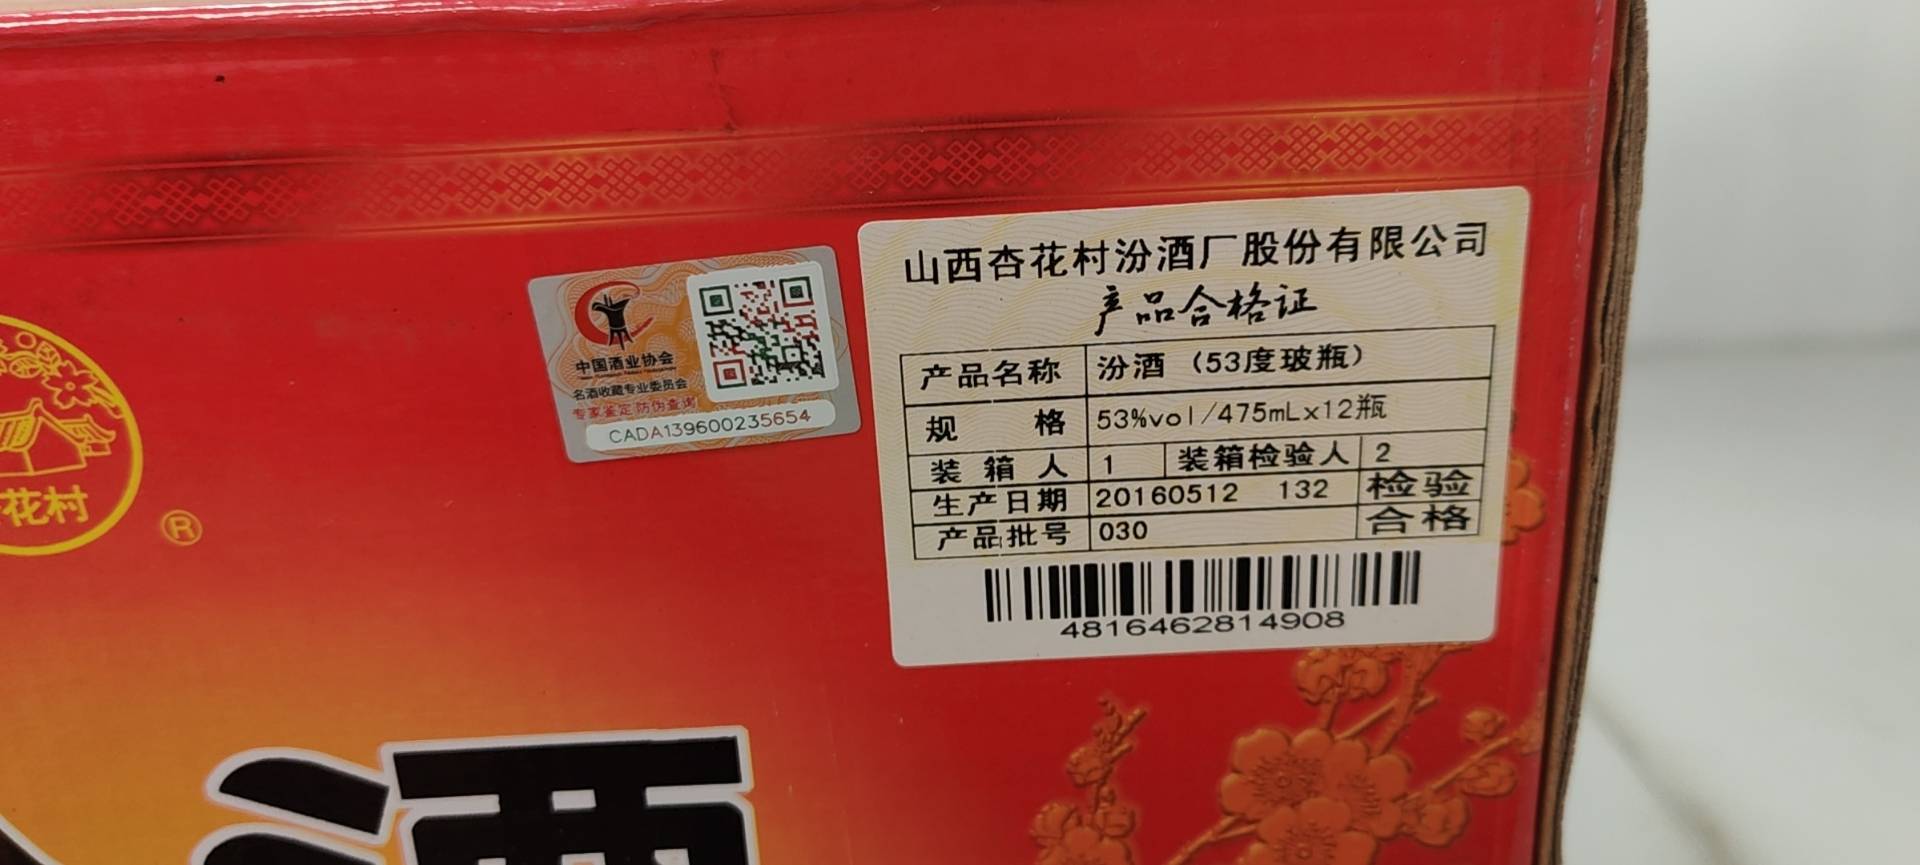 花村
®
中国酒业协会
名酒收藏专业委员会
专家鉴定 防伪查询
CADA139600235654
山西杏花村汾酒厂股份有限公司
产品合格证
产品名称 汾酒（53度玻瓶）
规 格 53%vol/475mLx12瓶
装 箱 人 1 装箱检验人 2
生产日期 20160512 132 检验
产品批号 030 合格
4816462814908
酒